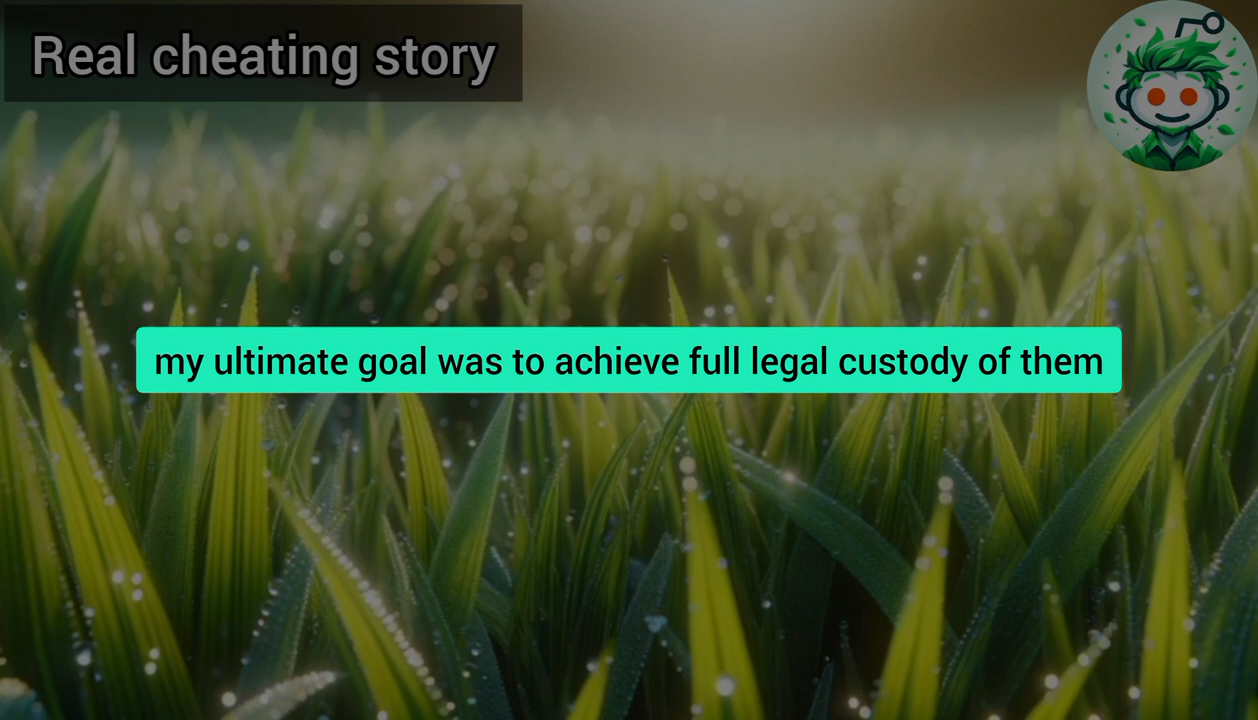 Real cheating story
my ultimate goal was to achieve full legal custody of them